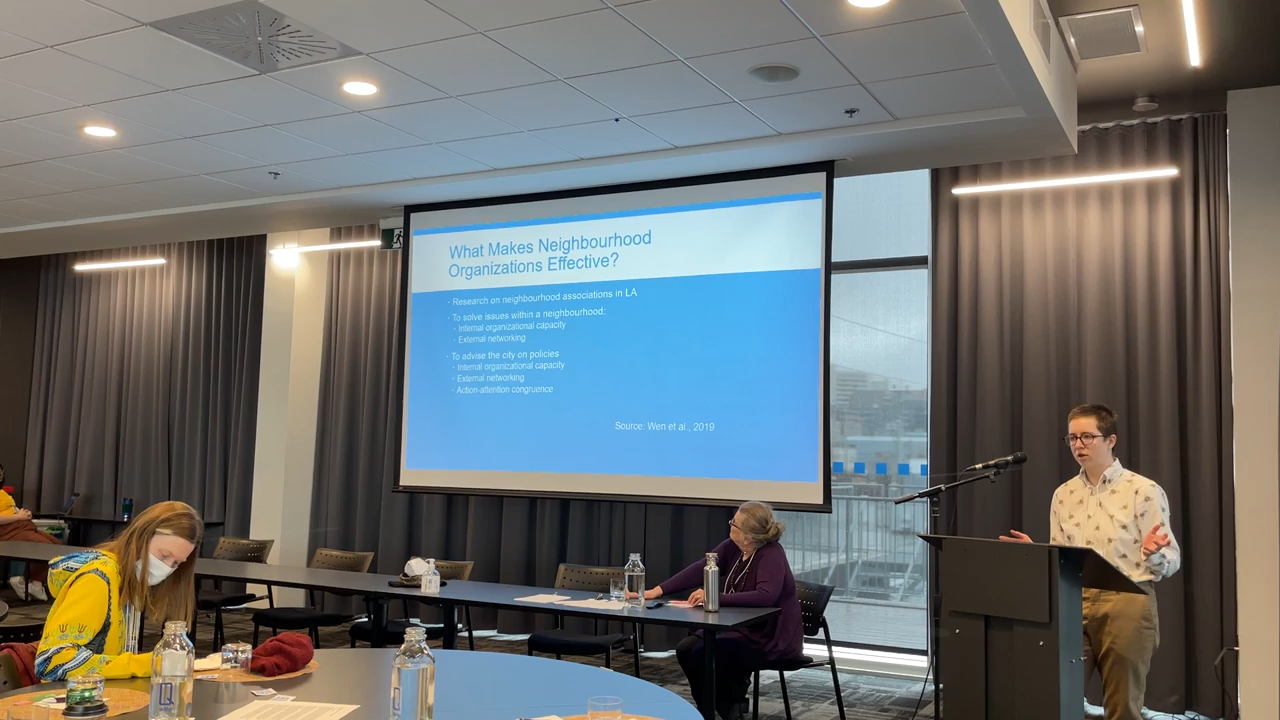 What Makes Neighbourhood
Organizations Effective?
- Research on neighbourhood associations in LA
- To solve issues within a neighbourhood:
- Internal organizational capacity
- External networking
- To advise the city on policies
- Internal organizational capacity
- External networking
- Action-attention congruence
Source: Wen et al., 2019